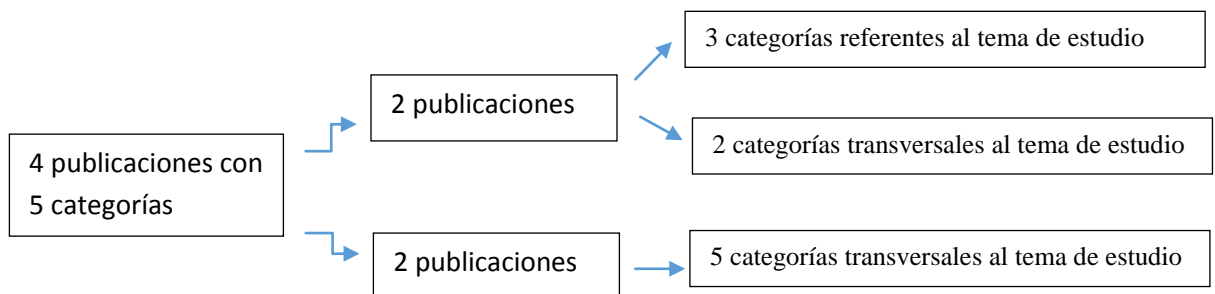 4 publicaciones con
5 categorías
2 publicaciones
3 categorías referentes al tema de estudio
2 categorías transversales al tema de estudio
2 publicaciones
5 categorías transversales al tema de estudio